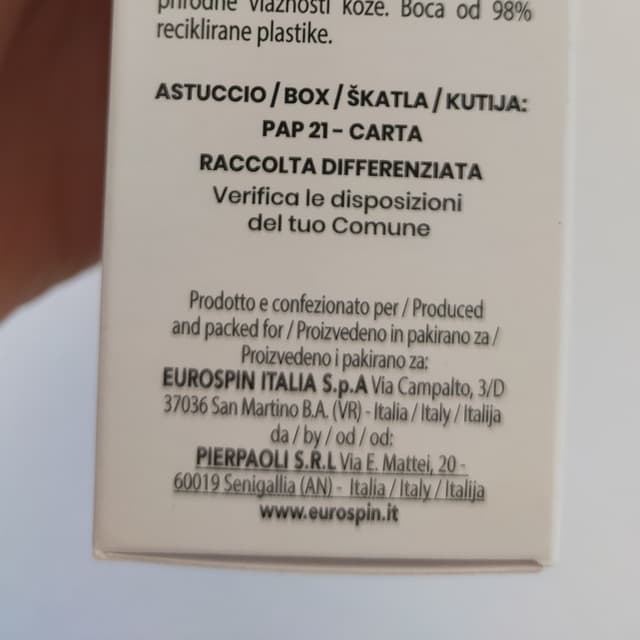 prirodne vlažnosti kože. Boca od 98%
reciklirane plastike.
ASTUCCIO / BOX / ŠKATLA / KUTIJA:
PAP 21 - CARTA
RACCOLTA DIFFERENZIATA
Verifica le disposizioni
del tuo Comune
Prodotto e confezionato per / Produced
and packed for / Proizvedeno in pakirano za /
Proizvedeno i pakirano za:
EUROSPIN ITALIA S.p.A Via Campalto, 3/D
37036 San Martino B.A. (VR) - Italia / Italy / Italija
da / by / od / od:
PIERPAOLI S.R.L Via E. Mattei, 20 -
60019 Senigallia (AN) - Italia / Italy / Italija
www.eurospin.it